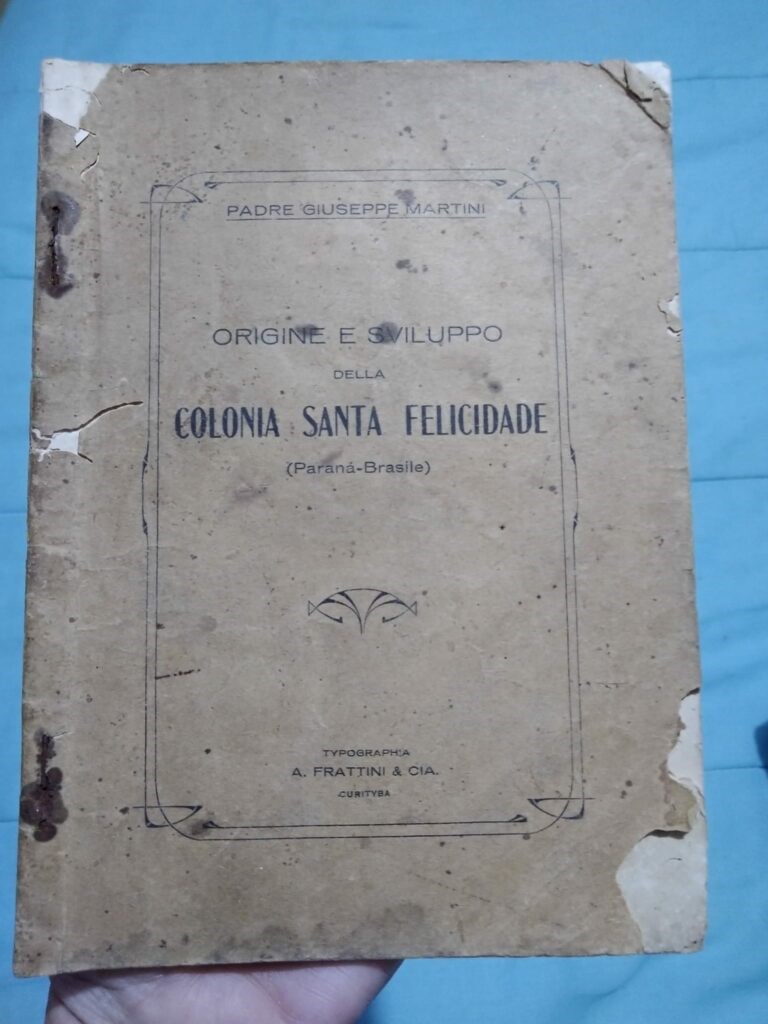 PADRE GIUSEPPE MARTINI
ORIGINE E SVILUPPO
DELLA
COLONIA SANTA FELICIDADE
(Paraná-Brasile)
TYPOGRAPHIA
A. FRATTINI & CIA.
CURITYBA